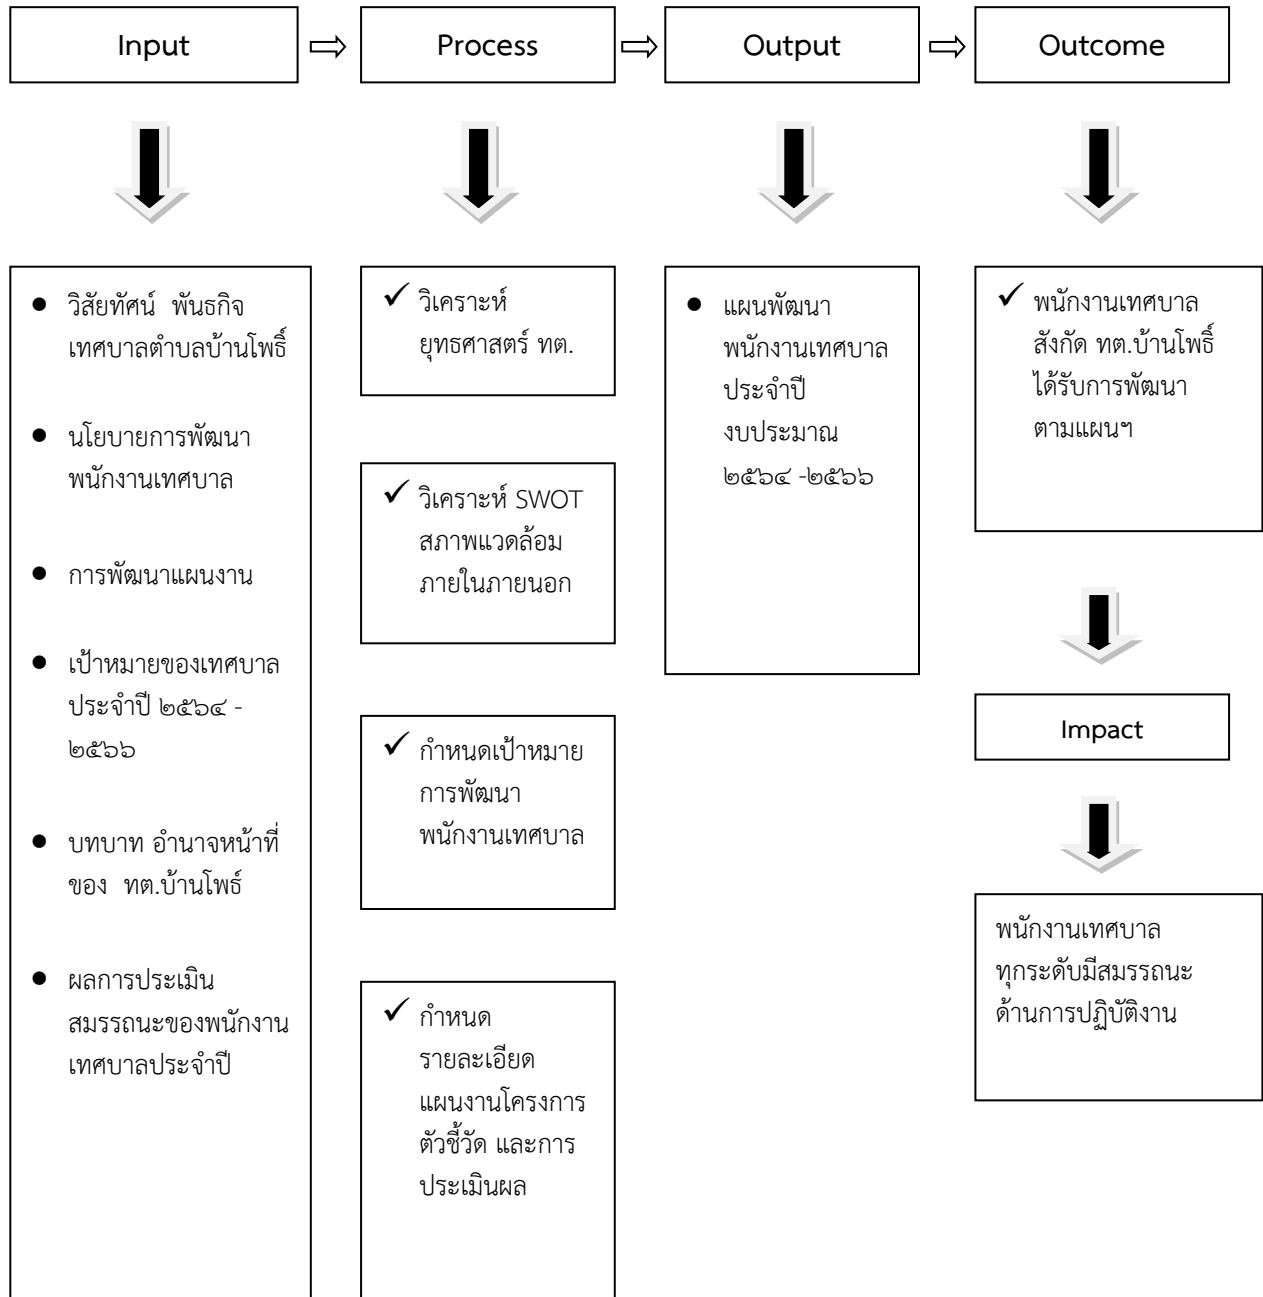 Input
Process
Output
Outcome
วิสัยทัศน์ พันธกิจ
เทศบาลตำบลบ้านโพธิ์
นโยบายการพัฒนา
พนักงานเทศบาล
การพัฒนาแผนงาน
เป้าหมายของเทศบาล
ประจำปี ๒๕๖๔ -
๒๕๖๖
บทบาท อำนาจหน้าที่
ของ ทต.บ้านโพธ์
ผลการประเมิน
สมรรถนะของพนักงาน
เทศบาลประจำปี
วิเคราะห์
ยุทธศาสตร์ ทต.
วิเคราะห์ SWOT
สภาพแวดล้อม
ภายในภายนอก
กำหนดเป้าหมาย
การพัฒนา
พนักงานเทศบาล
กำหนด
รายละเอียด
แผนงานโครงการ
ตัวชี้วัด และการ
ประเมินผล
แผนพัฒนา
พนักงานเทศบาล
ประจำปี
งบประมาณ
๒๕๖๔ -๒๕๖๖
พนักงานเทศบาล
สังกัด ทต.บ้านโพธิ์
ได้รับการพัฒนา
ตามแผนฯ
Impact
พนักงานเทศบาล
ทุกระดับมีสมรรถนะ
ด้านการปฏิบัติงาน